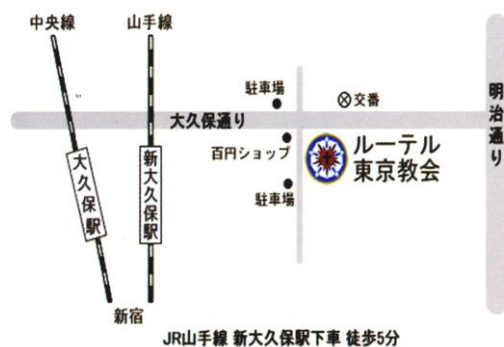 中央線
山手線
駐車場
交番
大久保通り
明治通り
百円ショップ
ルーテル
東京教会
大久保駅
新大久保駅
駐車場
新宿
JR山手線 新大久保駅下車 徒歩5分